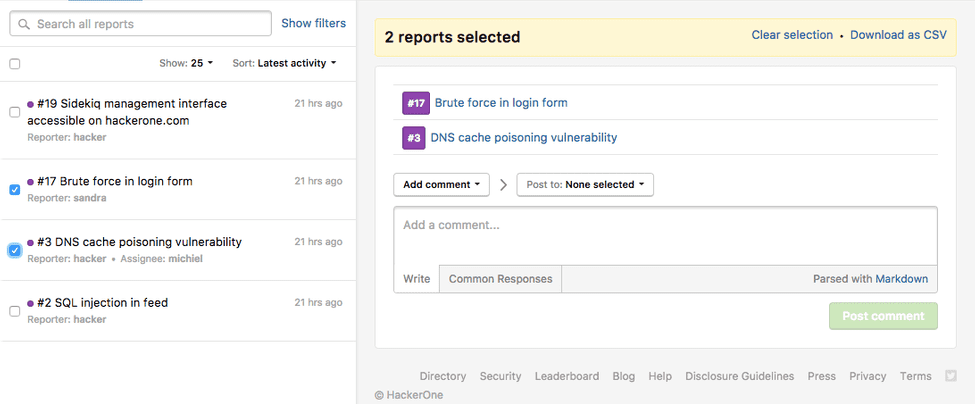 Search all reports
Show filters
Show: 25
Sort: Latest activity
#19 Sidekiq management interface
accessible on hackerone.com
21 hrs ago
Reporter: hacker
#17 Brute force in login form
21 hrs ago
Reporter: sandra
#3 DNS cache poisoning vulnerability
21 hrs ago
Reporter: hacker • Assignee: michiel
#2 SQL injection in feed
21 hrs ago
Reporter: hacker
2 reports selected
Clear selection • Download as CSV
#17 Brute force in login form
#3 DNS cache poisoning vulnerability
Add comment
Post to: None selected
Add a comment...
Write
Common Responses
Parsed with Markdown
Post comment
Directory Security Leaderboard Blog Help Disclosure Guidelines Press Privacy Terms
© HackerOne